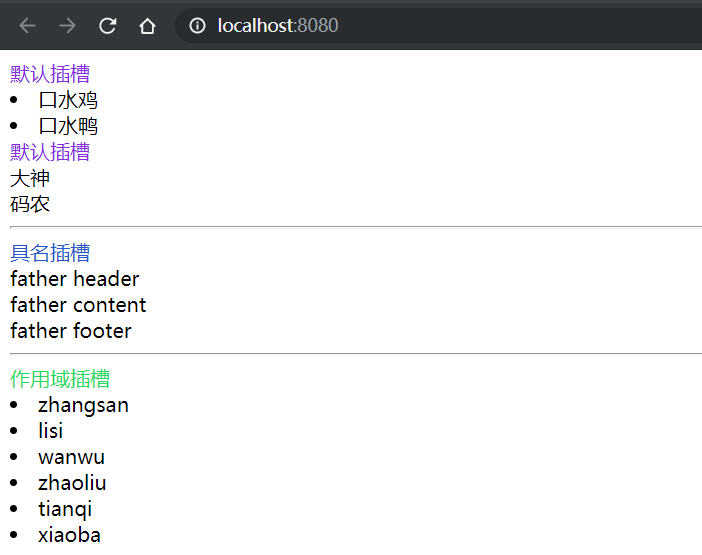 localhost:8080
默认插槽
口水鸡
口水鸭
默认插槽
大神
码农
具名插槽
father header
father content
father footer
作用域插槽
zhangsan
lisi
wanwu
zhaoliu
tianqi
xiaoba